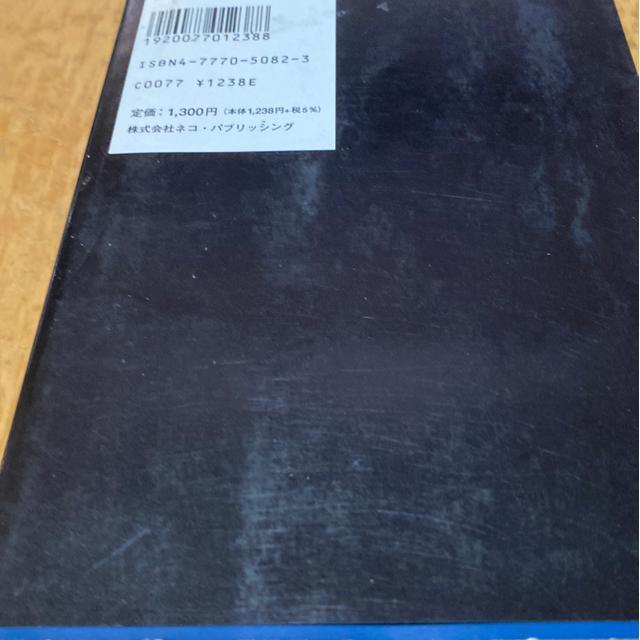 1920077012388
ISBN4-7770-5082-3
C0077 ¥1238E
定価：1,300円（本体1,238円+税5%）
株式会社ネコ・パブリッシング